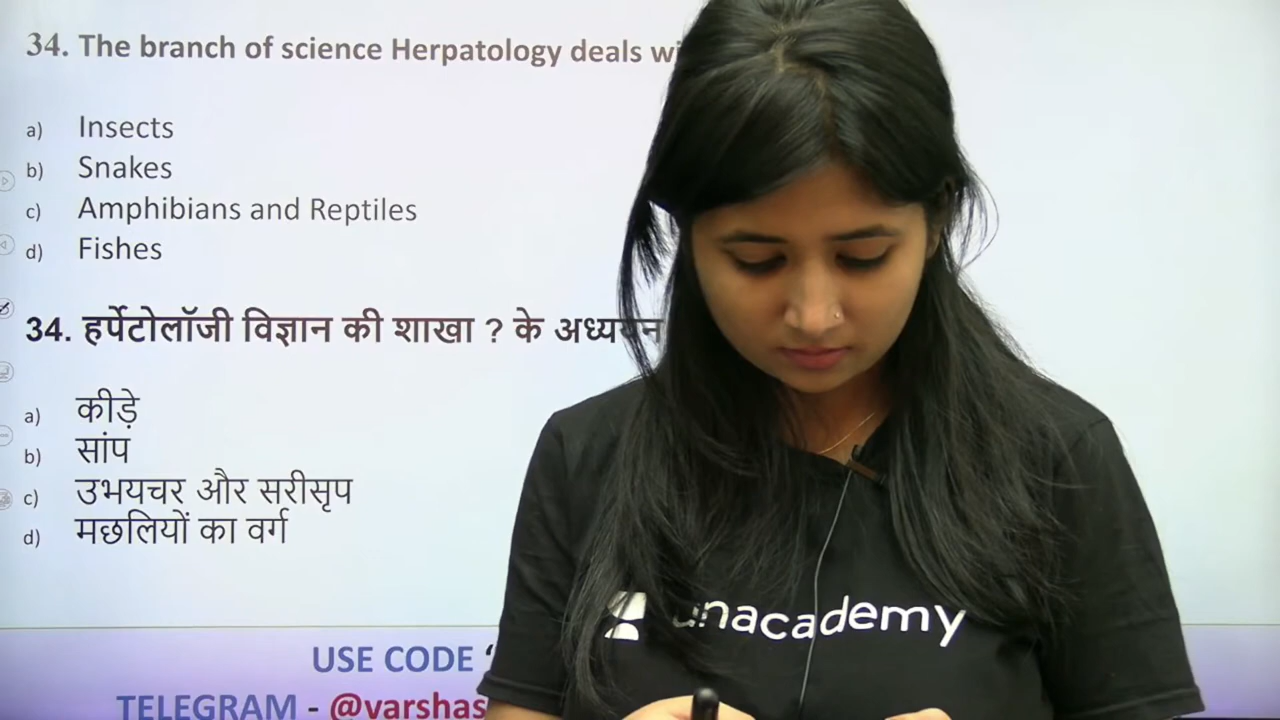 34. The branch of science Herpatology deals
a) Insects
b) Snakes
c) Amphibians and Reptiles
d) Fishes
34. हर्पेटोलॉजी विज्ञान की शाखा ? के अध्ययन
a) कीड़े
b) सांप
c) उभयचर और सरीसृप
d) मछलियों का वर्ग
unacademy
USE CODE
TELEGRAM - @varshas